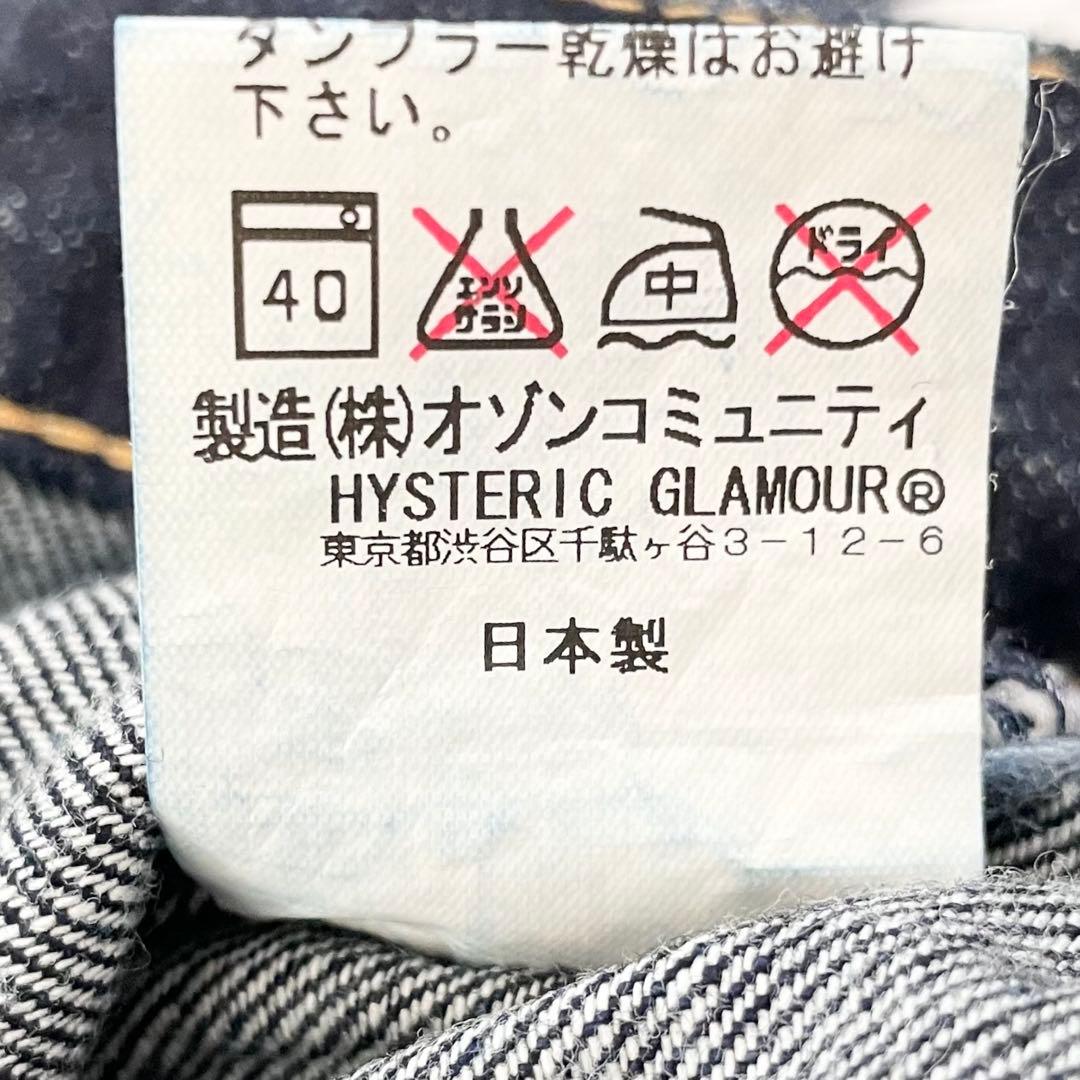 タンブラー乾燥はお避け
下さい。
40
エンソ
サラシ
中
ドライ
製造(株)オゾンコミュニティ
HYSTERIC GLAMOUR®
東京都渋谷区千駄ヶ谷3-12-6
日本製